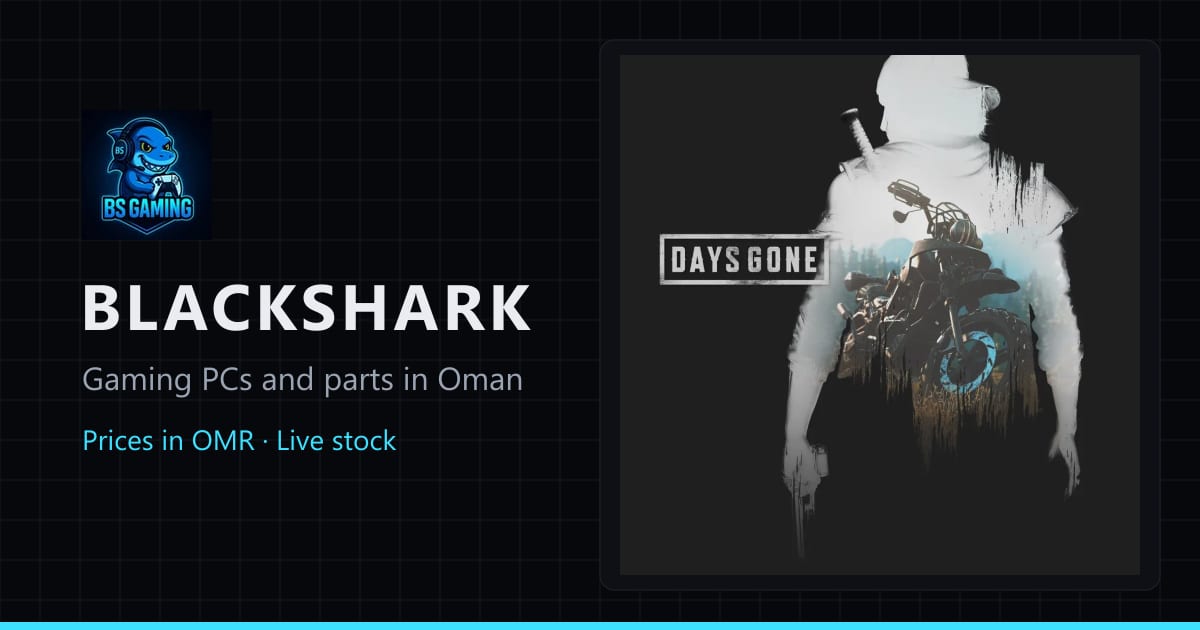 BS
BS GAMING
BLACKSHARK
Gaming PCs and parts in Oman
Prices in OMR · Live stock
DAYS GONE